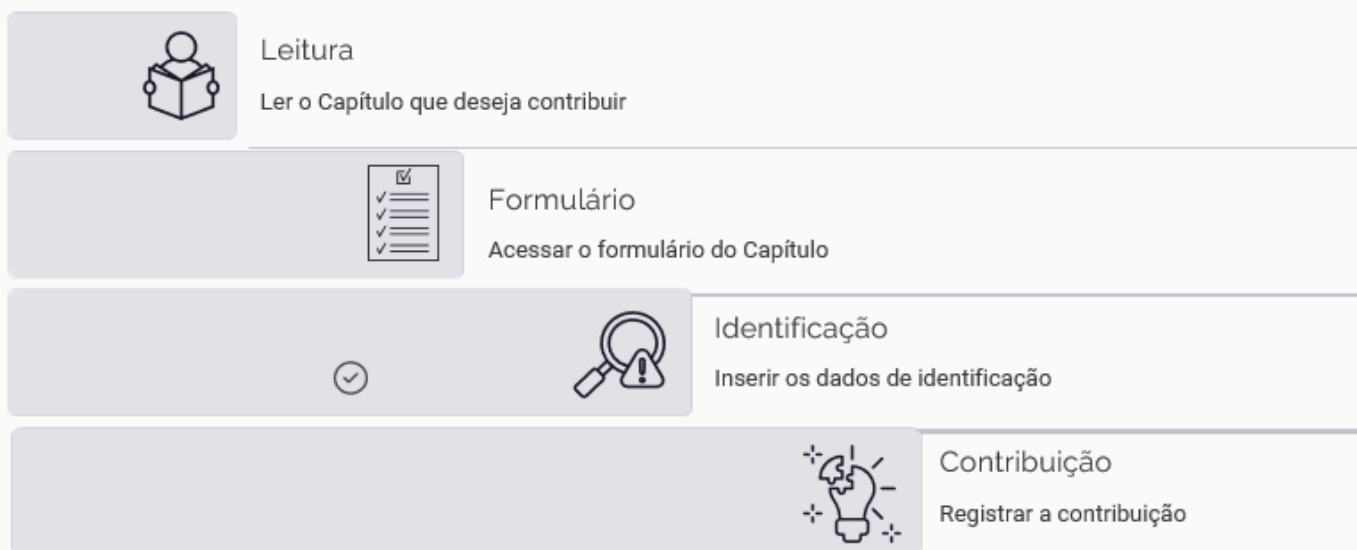 Leitura
Ler o Capítulo que deseja contribuir
Formulário
Acessar o formulário do Capítulo
Identificação
Inserir os dados de identificação
Contribuição
Registrar a contribuição